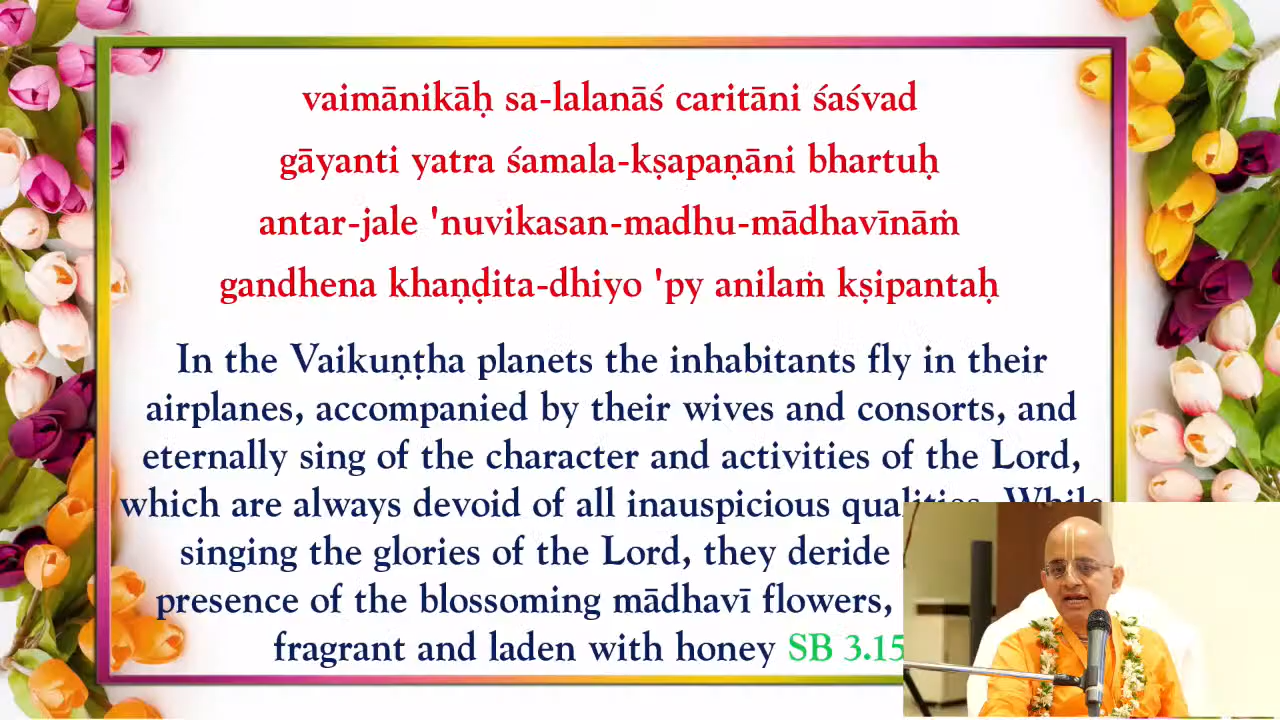 vaimānikāḥ sa-lalanāś caritāni śaśvad
gāyanti yatra śamala-kṣapaṇāni bhartuḥ
antar-jale 'nuvikasan-madhu-mādhavīnāṁ
gandhena khaṇḍita-dhiyo 'py anilaṁ kṣipantaḥ
In the Vaikuṇṭha planets the inhabitants fly in their
airplanes, accompanied by their wives and consorts, and
eternally sing of the character and activities of the Lord,
which are always devoid of all inauspicious qualities. While
singing the glories of the Lord, they deride
presence of the blossoming mādhavī flowers,
fragrant and laden with honey SB 3.15